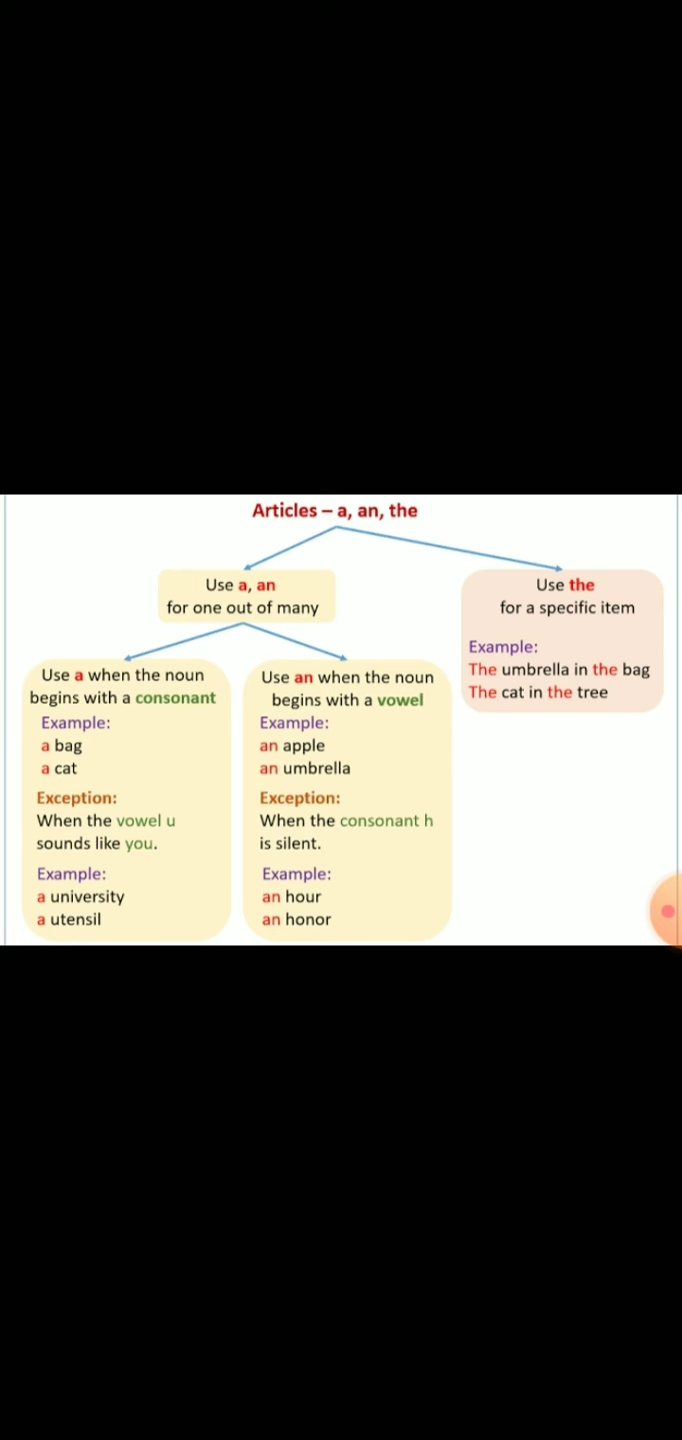 Articles – a, an, the
Use a, an
for one out of many
Use a when the noun
begins with a consonant
Example:
a bag
a cat
Exception:
When the vowel u
sounds like you.
Example:
a university
a utensil
Use an when the noun
begins with a vowel
Example:
an apple
an umbrella
Exception:
When the consonant h
is silent.
Example:
an hour
an honor
Use the
for a specific item
Example:
The umbrella in the bag
The cat in the tree